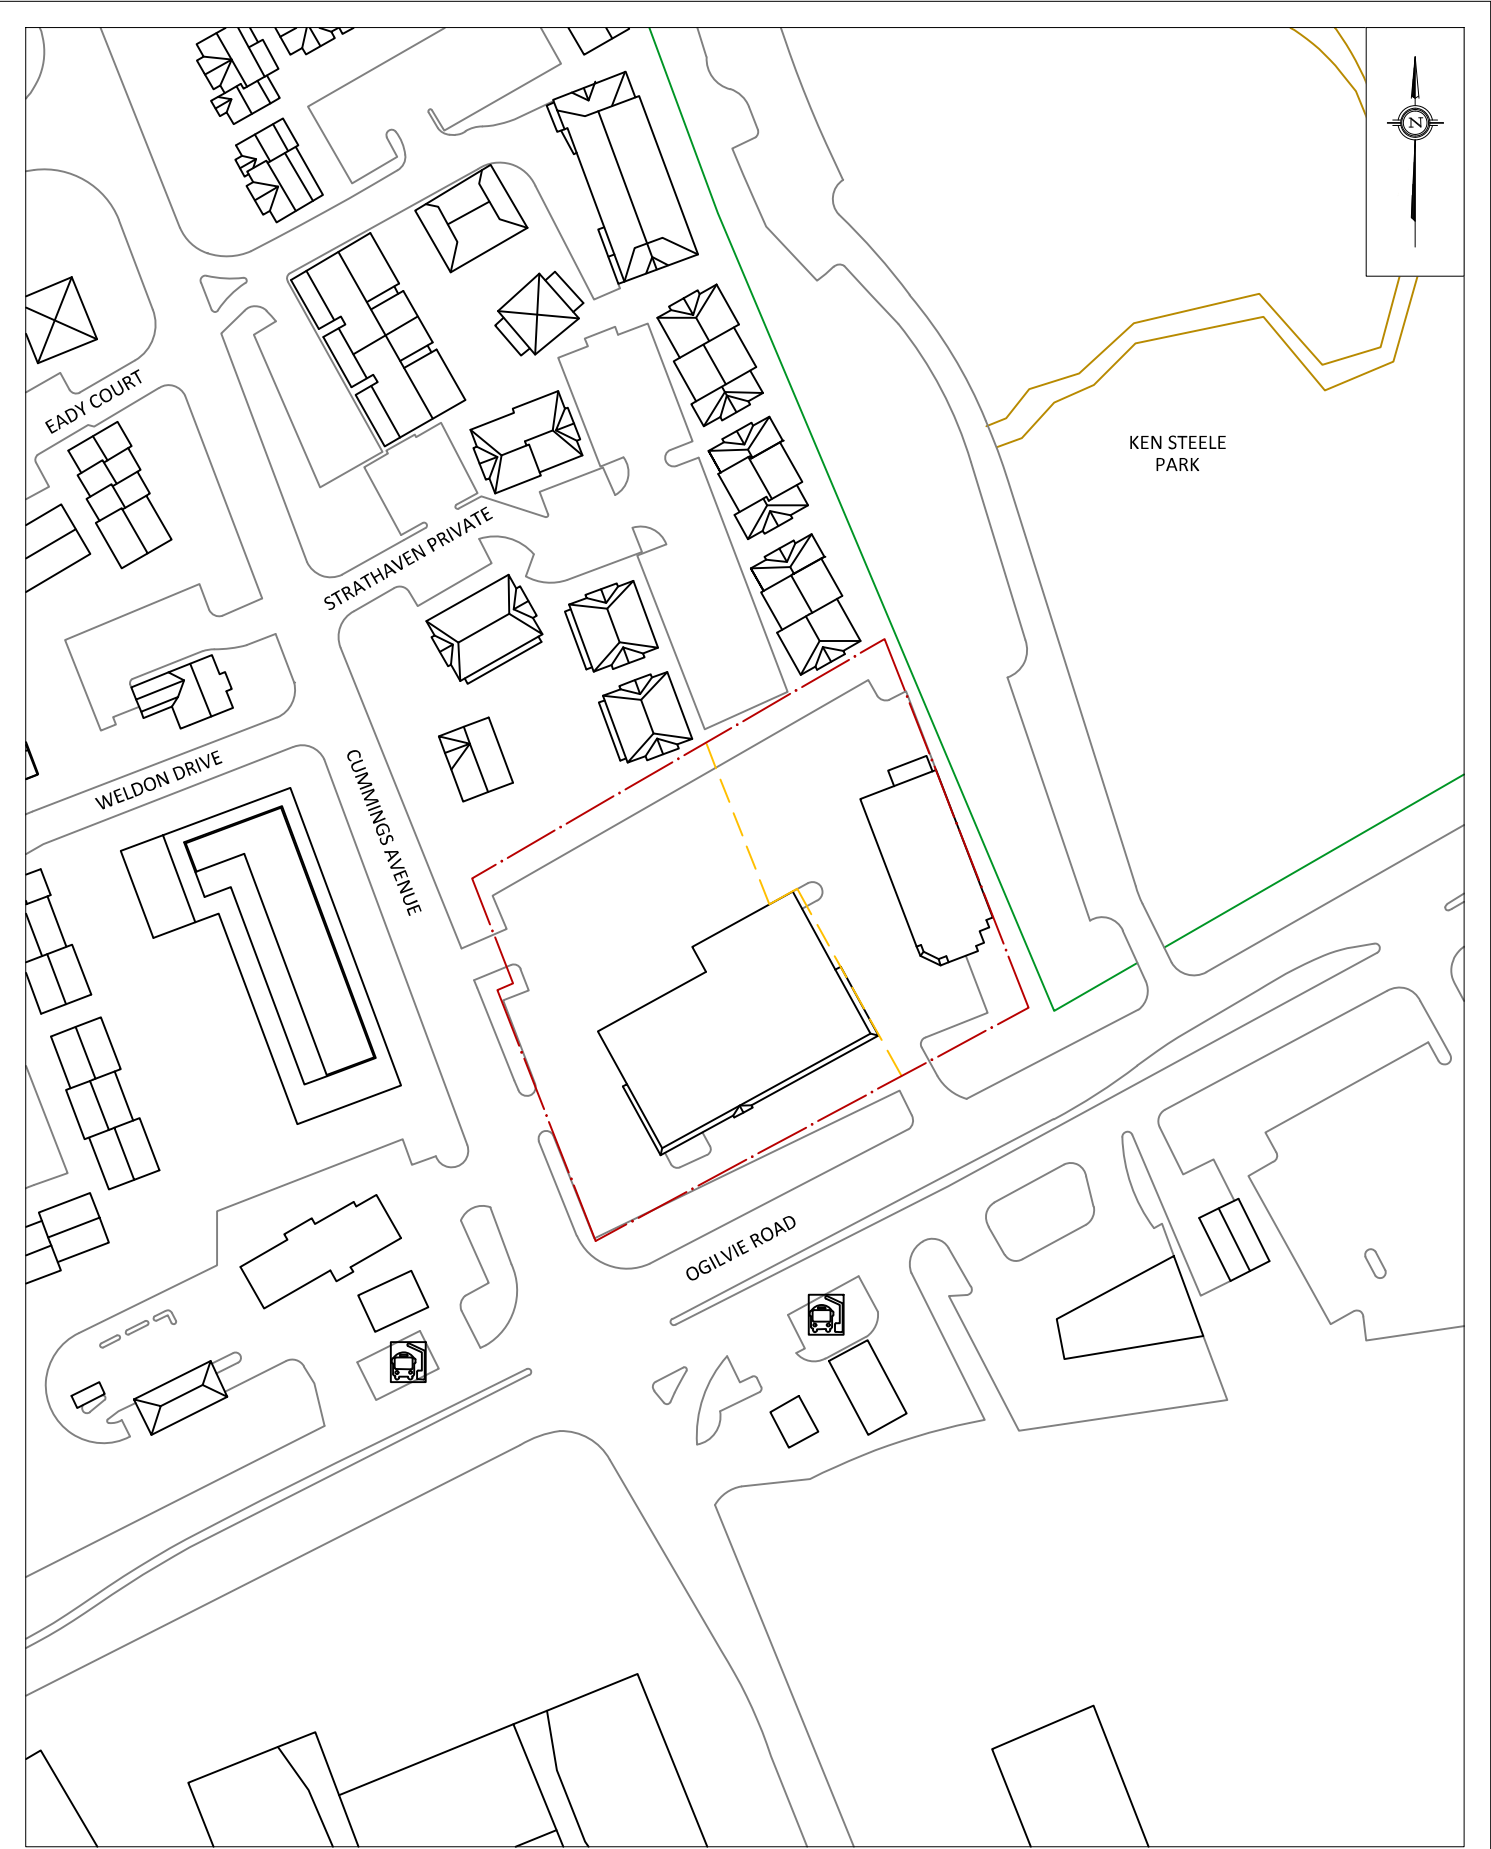 N
KEN STEELE
PARK
EADY COURT
STRATHAVEN PRIVATE
WELDON DRIVE
CUMMINGS AVENUE
OGILVIE ROAD